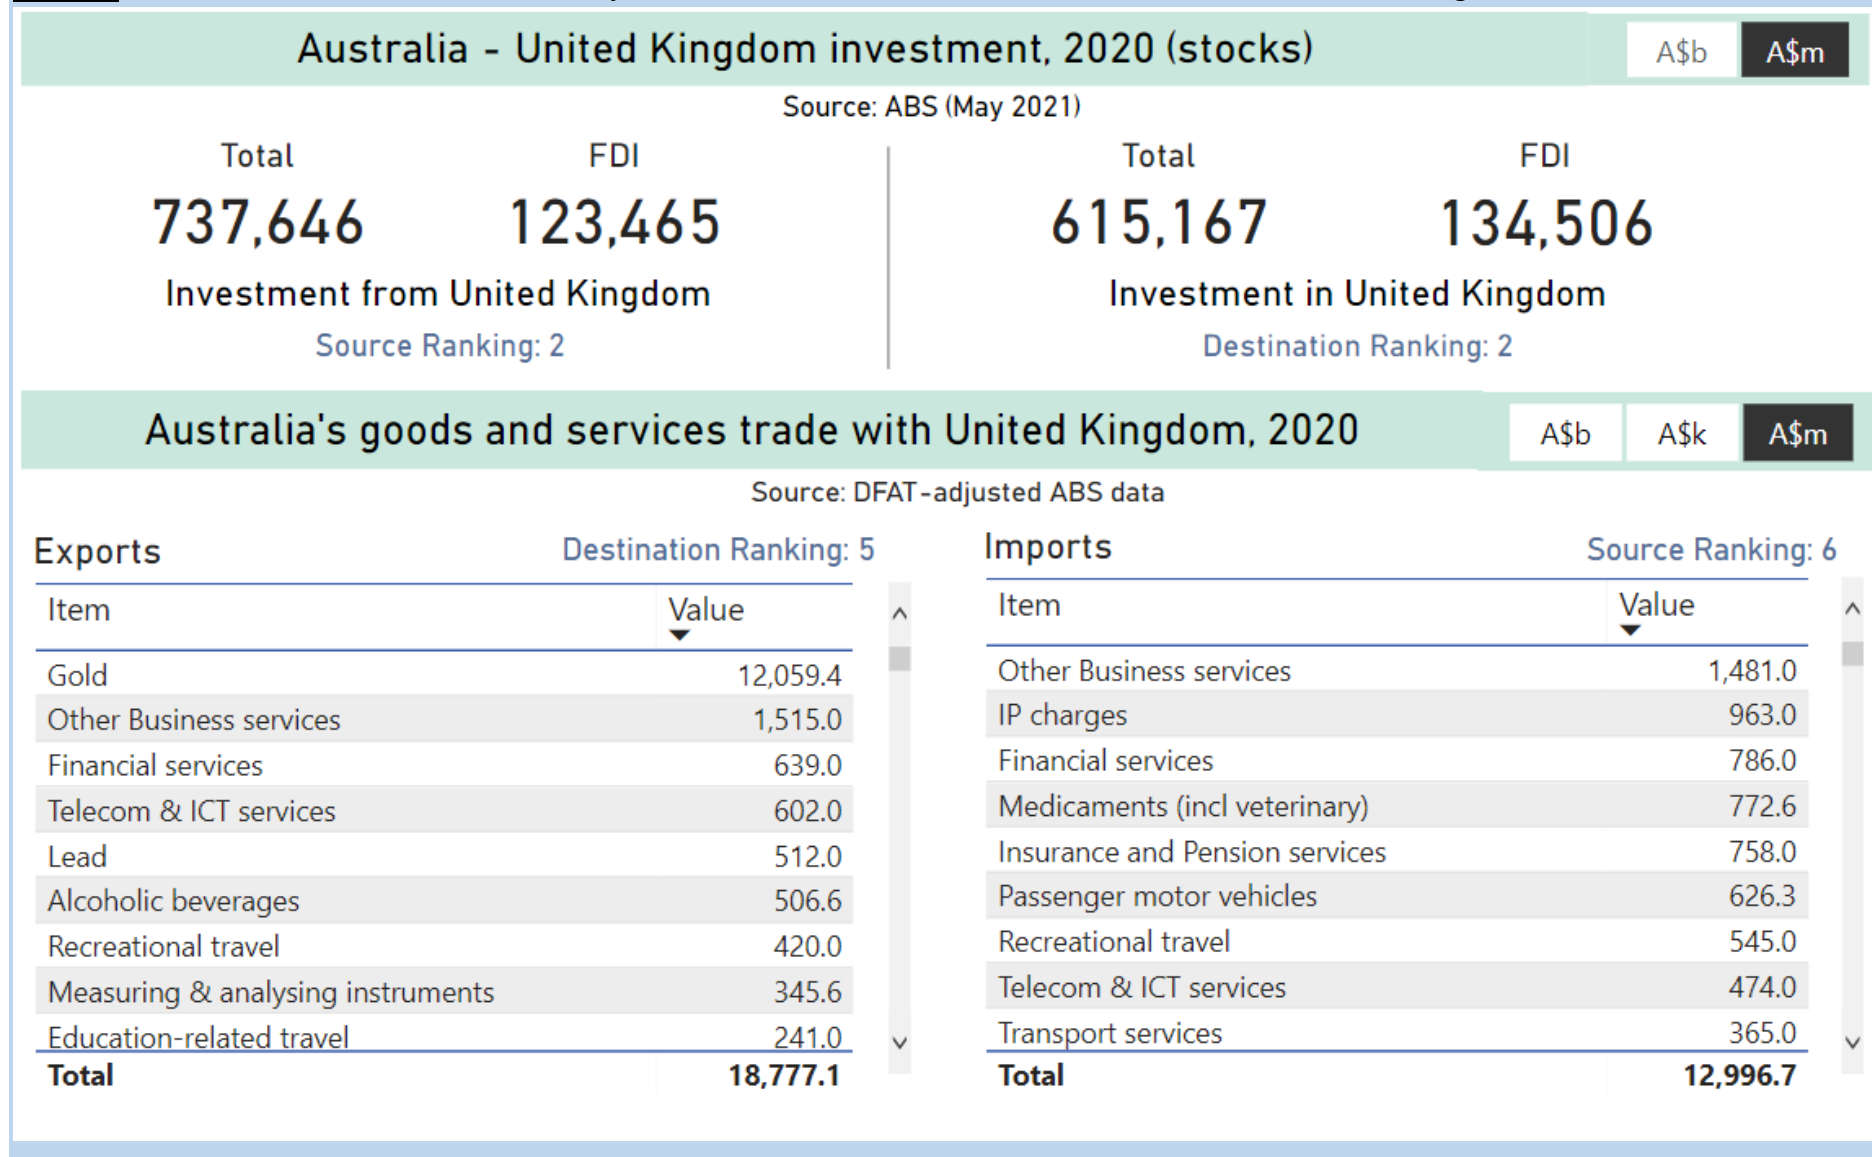 Australia - United Kingdom investment, 2020 (stocks)
A$b
A$m
Source: ABS (May 2021)
Total
FDI
737,646
123,465
Investment from United Kingdom
Source Ranking: 2
Total
FDI
615,167
134,506
Investment in United Kingdom
Destination Ranking: 2
Australia's goods and services trade with United Kingdom, 2020
A$b
A$k
A$m
Source: DFAT-adjusted ABS data
Exports
Destination Ranking: 5
Item Value
Gold 12,059.4
Other Business services 1,515.0
Financial services 639.0
Telecom & ICT services 602.0
Lead 512.0
Alcoholic beverages 506.6
Recreational travel 420.0
Measuring & analysing instruments 345.6
Education-related travel 241.0
Total 18,777.1
Imports
Source Ranking: 6
Item Value
Other Business services 1,481.0
IP charges 963.0
Financial services 786.0
Medicaments (incl veterinary) 772.6
Insurance and Pension services 758.0
Passenger motor vehicles 626.3
Recreational travel 545.0
Telecom & ICT services 474.0
Transport services 365.0
Total 12,996.7